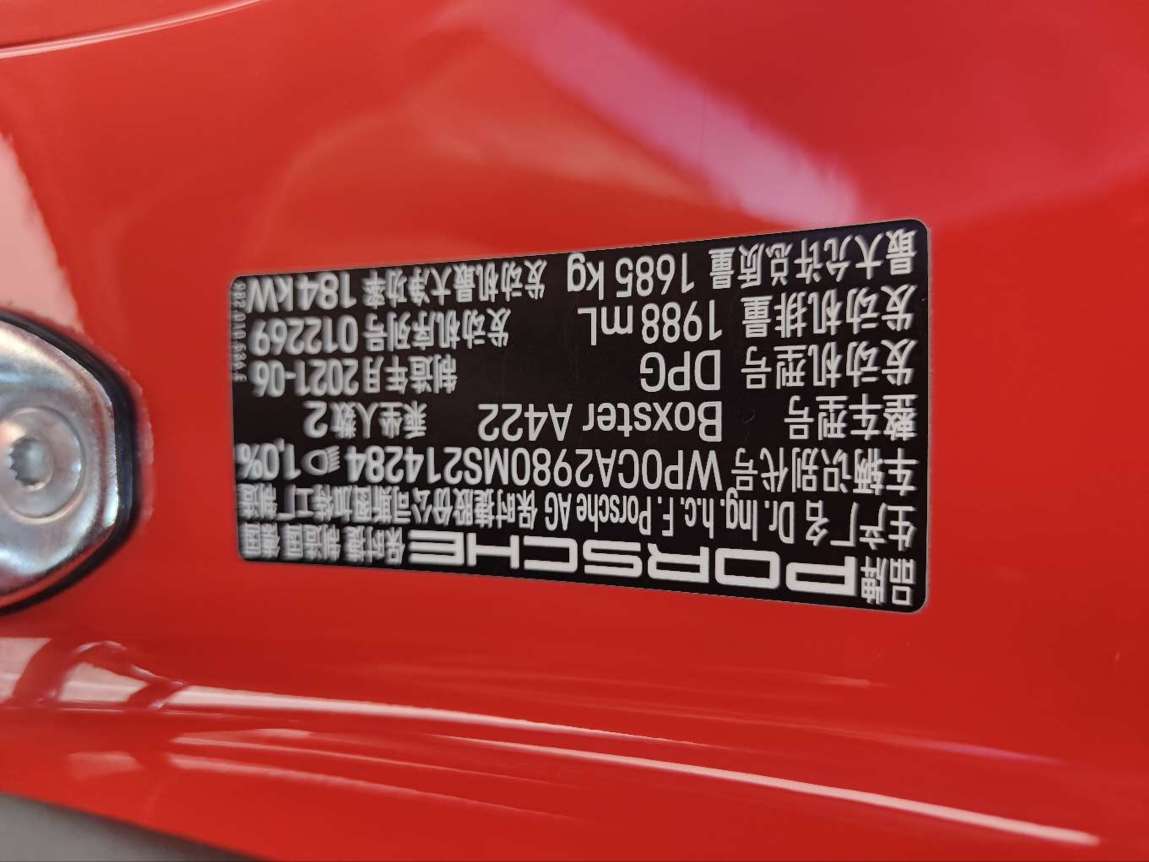 品牌 PORSCHE 保时捷 制造国 德国
生产厂名 Dr. Ing. h.c. F. Porsche AG 保时捷股份公司斯图加特工厂制造
车辆识别代号 WP0CA2980MS214284 1,0%
整车型号 Boxster A422 乘坐人数 2
发动机型号 DPG 制造年月 2021-06
发动机排量 1988 mL 发动机序列号 012269
最大允许总质量 1685 kg 发动机最大净功率 184 kW